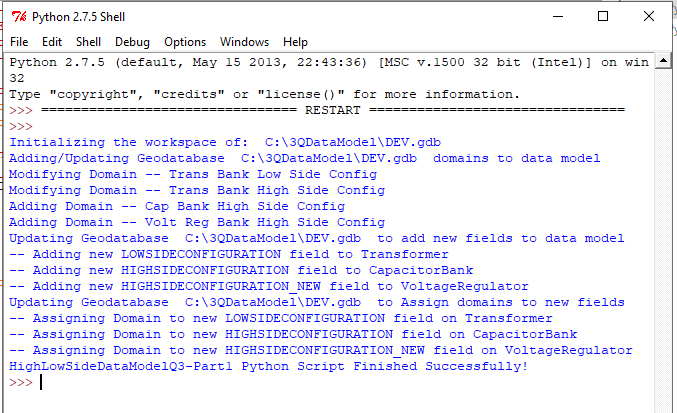 Python 2.7.5 Shell
File Edit Shell Debug Options Windows Help
Python 2.7.5 (default, May 15 2013, 22:43:36) [MSC v.1500 32 bit (Intel)] on win
32
Type "copyright", "credits" or "license()" for more information.
>>> ================================ RESTART ================================
>>>
Initializing the workspace of:  C:\3QDataModel\DEV.gdb
Adding/Updating Geodatabase  C:\3QDataModel\DEV.gdb  domains to data model
Modifying Domain -- Trans Bank Low Side Config
Modifying Domain -- Trans Bank High Side Config
Adding Domain -- Cap Bank High Side Config
Adding Domain -- Volt Reg Bank High Side Config
Updating Geodatabase  C:\3QDataModel\DEV.gdb  to add new fields to data model
-- Adding new LOWSIDECONFIGURATION field to Transformer
-- Adding new HIGHSIDECONFIGURATION field to CapacitorBank
-- Adding new HIGHSIDECONFIGURATION_NEW field to VoltageRegulator
Updating Geodatabase  C:\3QDataModel\DEV.gdb  to Assign domains to new fields
-- Assigning Domain to new LOWSIDECONFIGURATION field on Transformer
-- Assigning Domain to new HIGHSIDECONFIGURATION field on CapacitorBank
-- Assigning Domain to new HIGHSIDECONFIGURATION_NEW field on VoltageRegulator
HighLowSideDataModelQ3-Part1 Python Script Finished Successfully!
>>>